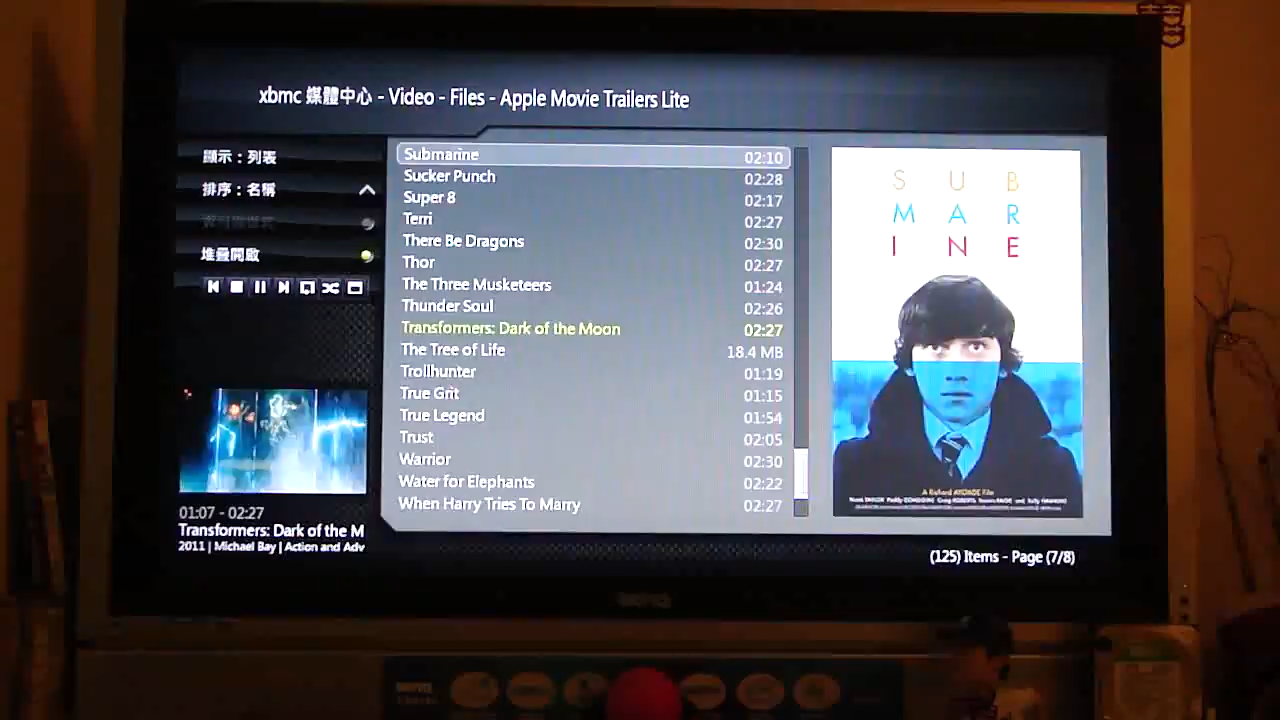 xbmc 媒體中心 - Video - Files - Apple Movie Trailers Lite
顯示：列表
排序：名稱
堆疊開啟
Submarine 02:10
Sucker Punch 02:28
Super 8 02:17
Terri 02:27
There Be Dragons 02:30
Thor 02:27
The Three Musketeers 01:24
Thunder Soul 02:26
Transformers: Dark of the Moon 02:27
The Tree of Life 18.4 MB
Trollhunter 01:19
True Grit 01:15
True Legend 01:54
Trust 02:05
Warrior 02:30
Water for Elephants 02:22
When Harry Tries To Marry 02:27
S U B
M A R
I N E
A Richard AYOADE Film
01:07 - 02:27
Transformers: Dark of the M
2011 | Michael Bay | Action and Adv
(125) Items - Page (7/8)